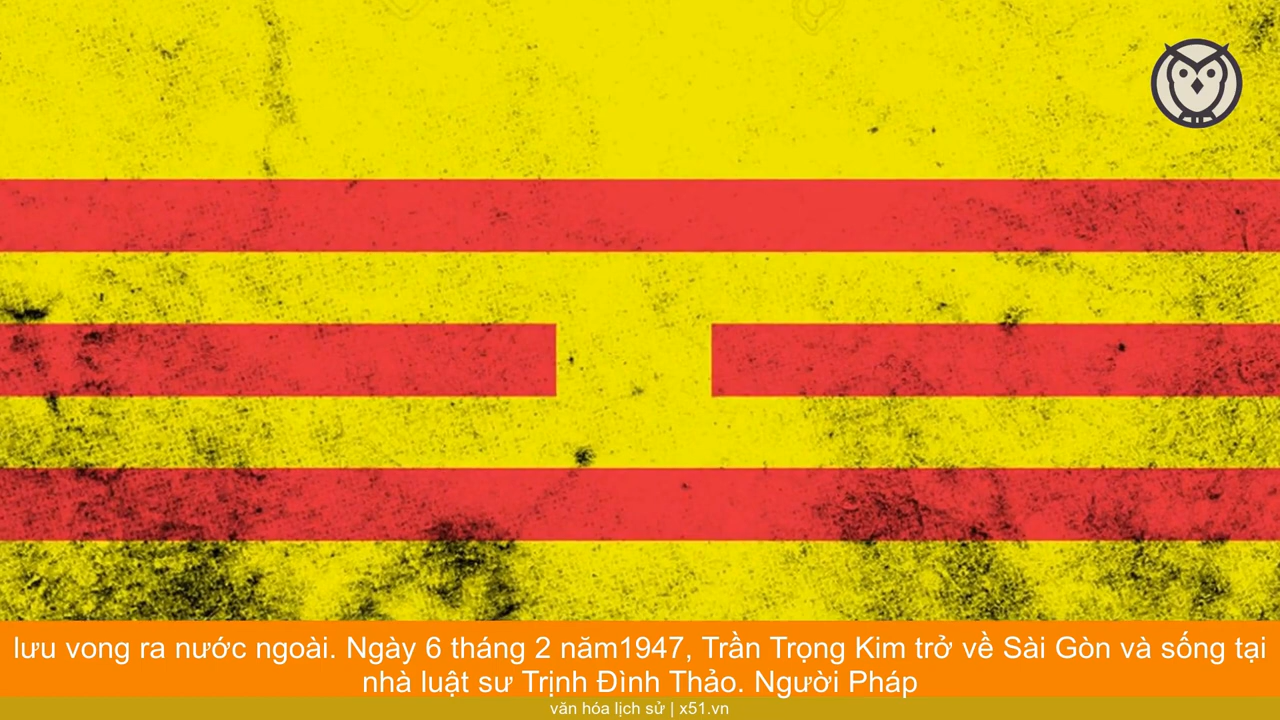 lưu vong ra nước ngoài. Ngày 6 tháng 2 năm1947, Trần Trọng Kim trở về Sài Gòn và sống tại
nhà luật sư Trịnh Đình Thảo. Người Pháp
văn hóa lịch sử | x51.vn